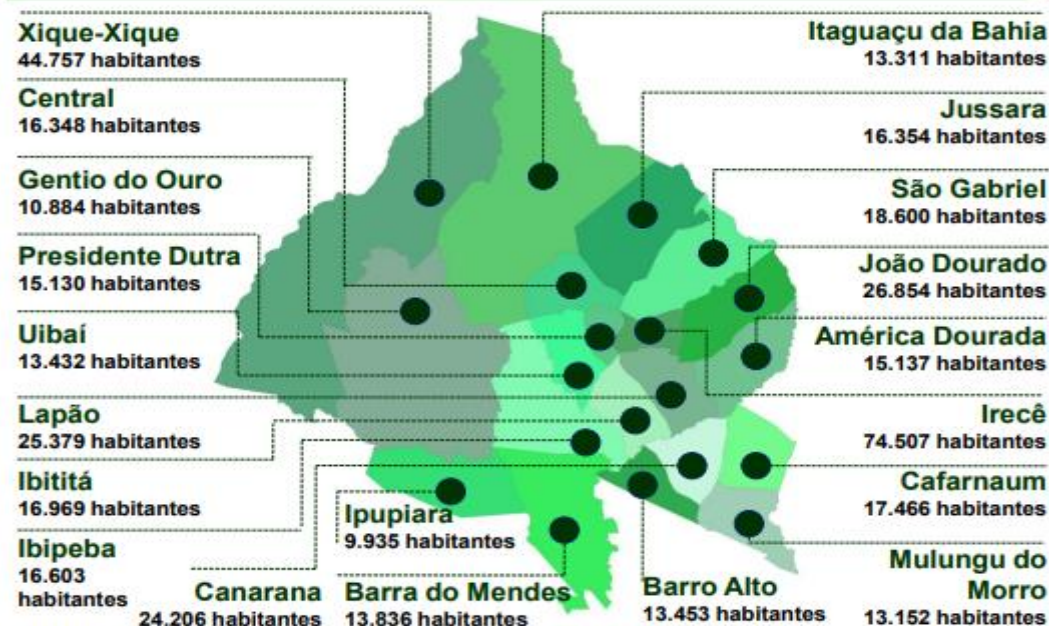 Xique-Xique
44.757 habitantes
Central
16.348 habitantes
Gentio do Ouro
10.884 habitantes
Presidente Dutra
15.130 habitantes
Uibaí
13.432 habitantes
Lapão
25.379 habitantes
Ibititá
16.969 habitantes
Ibipeba
16.603
habitantes
Canarana
24.206 habitantes
Ipupiara
9.935 habitantes
Barra do Mendes
13.836 habitantes
Barro Alto
13.453 habitantes
Itaguaçu da Bahia
13.311 habitantes
Jussara
16.354 habitantes
São Gabriel
18.600 habitantes
João Dourado
26.854 habitantes
América Dourada
15.137 habitantes
Irecê
74.507 habitantes
Cafarnaum
17.466 habitantes
Mulungu do
Morro
13.152 habitantes